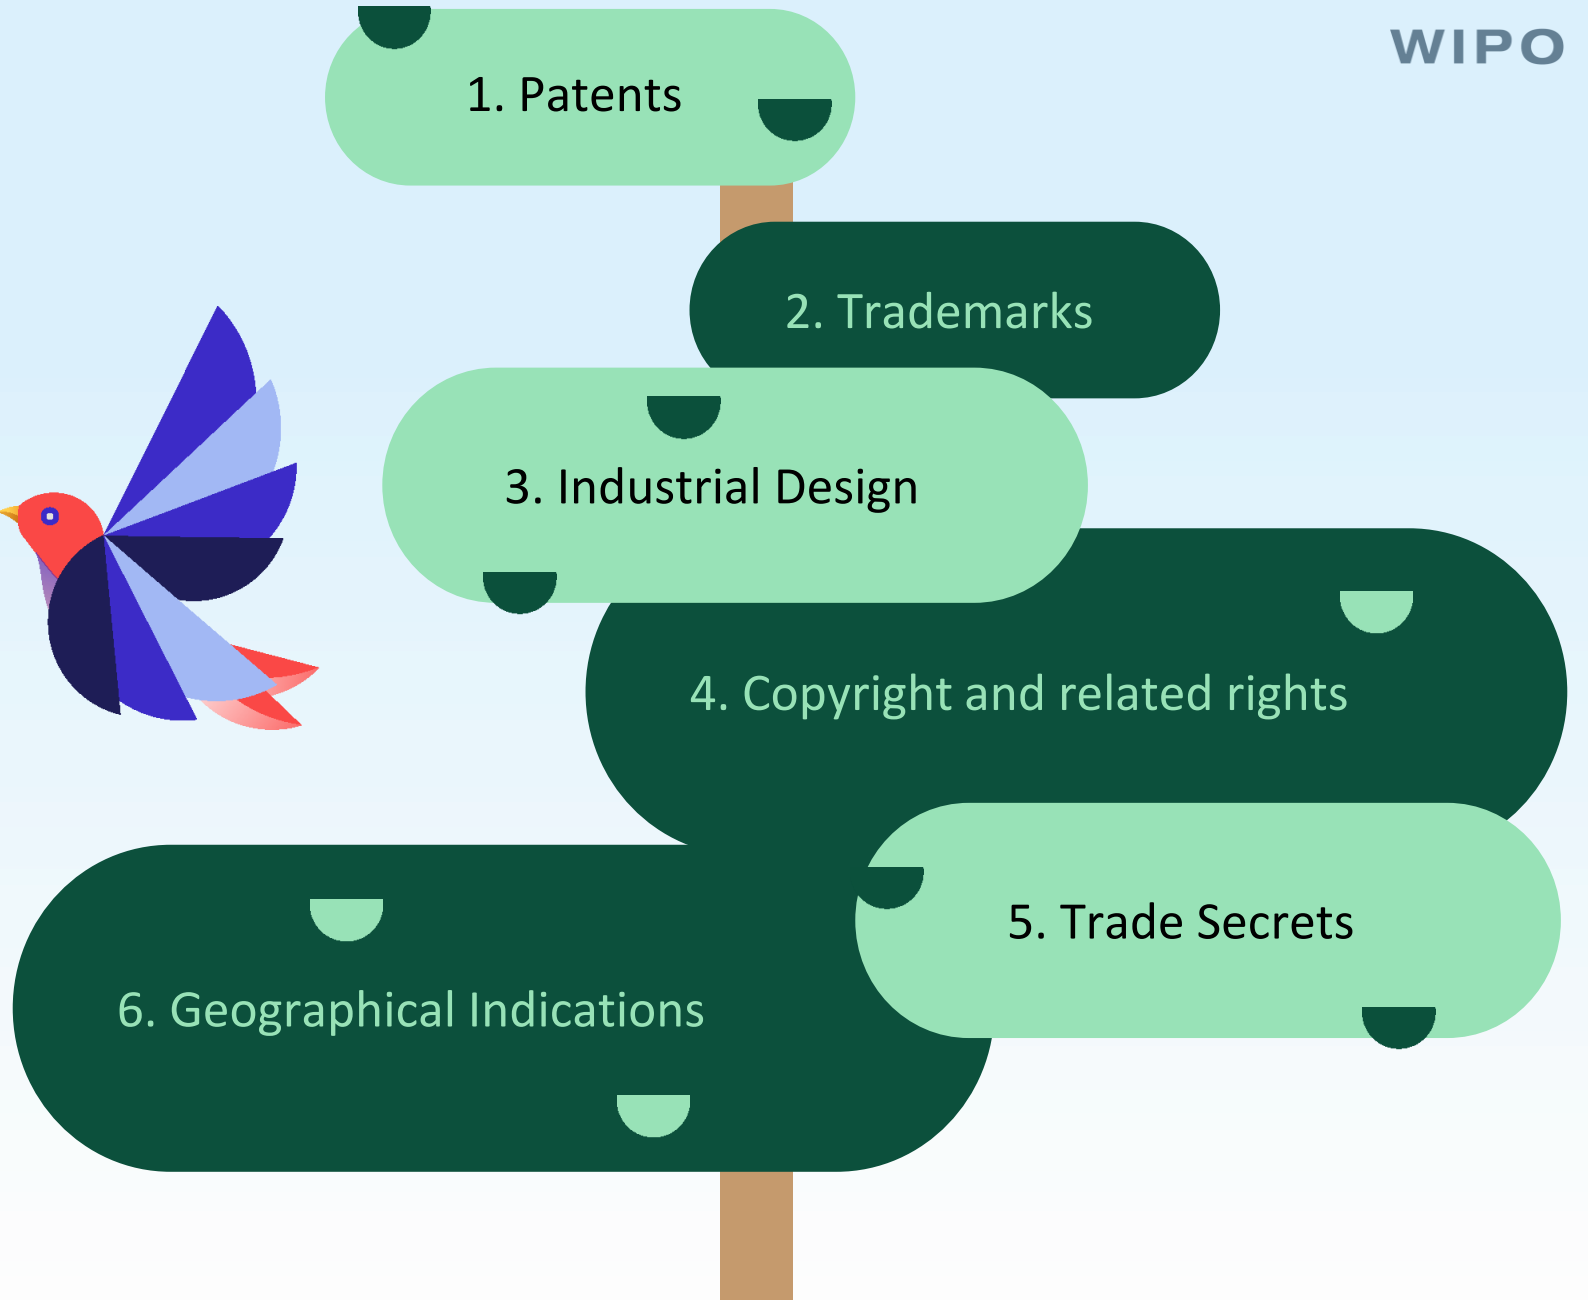 WIPO
1. Patents
2. Trademarks
3. Industrial Design
4. Copyright and related rights
5. Trade Secrets
6. Geographical Indications